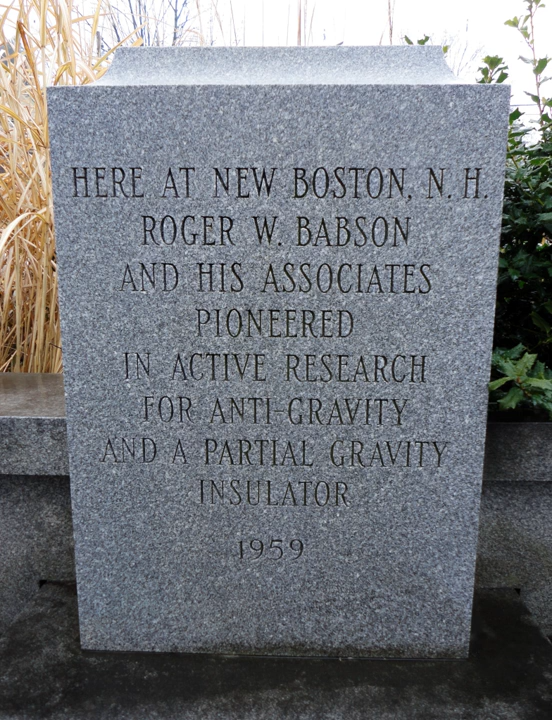 HERE AT NEW BOSTON, N. H.
ROGER W. BABSON
AND HIS ASSOCIATES
PIONEERED
IN ACTIVE RESEARCH
FOR ANTI-GRAVITY
AND A PARTIAL GRAVITY
INSULATOR
1959